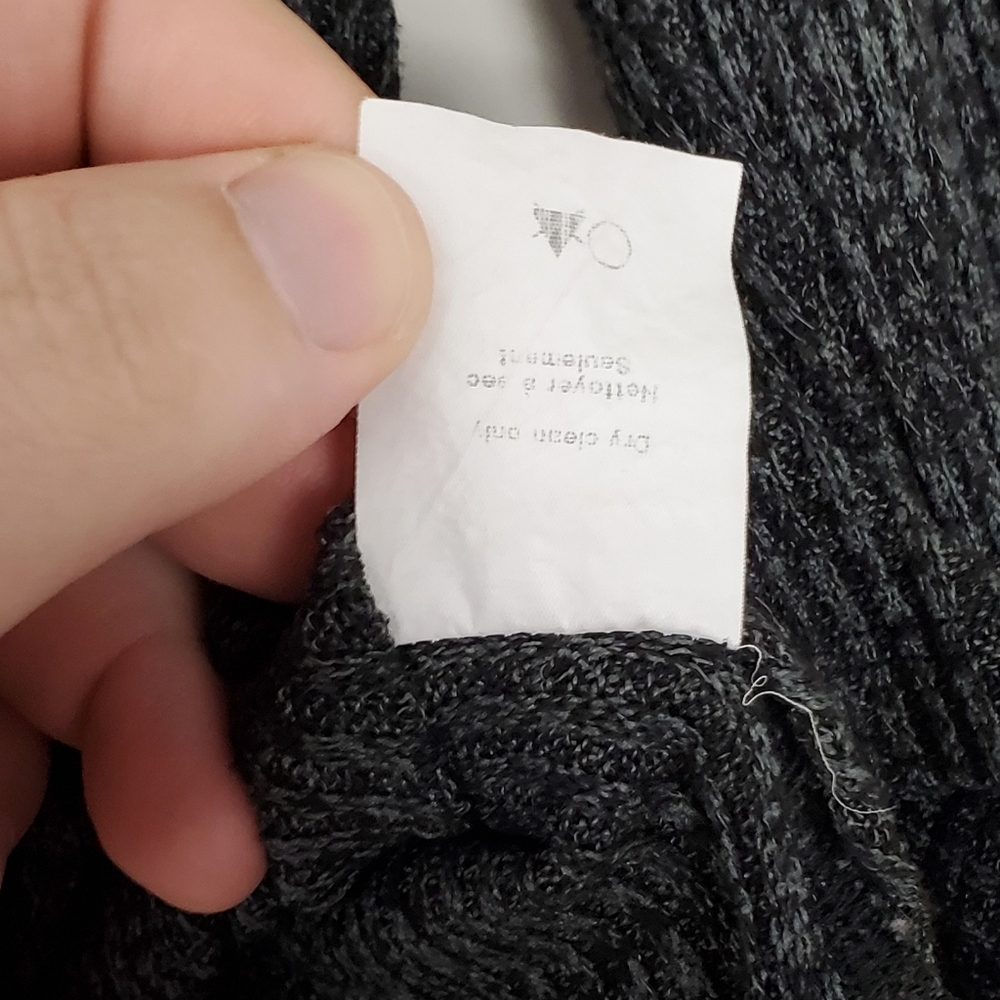 Dry clean only
Nettoyer à sec
Seulement